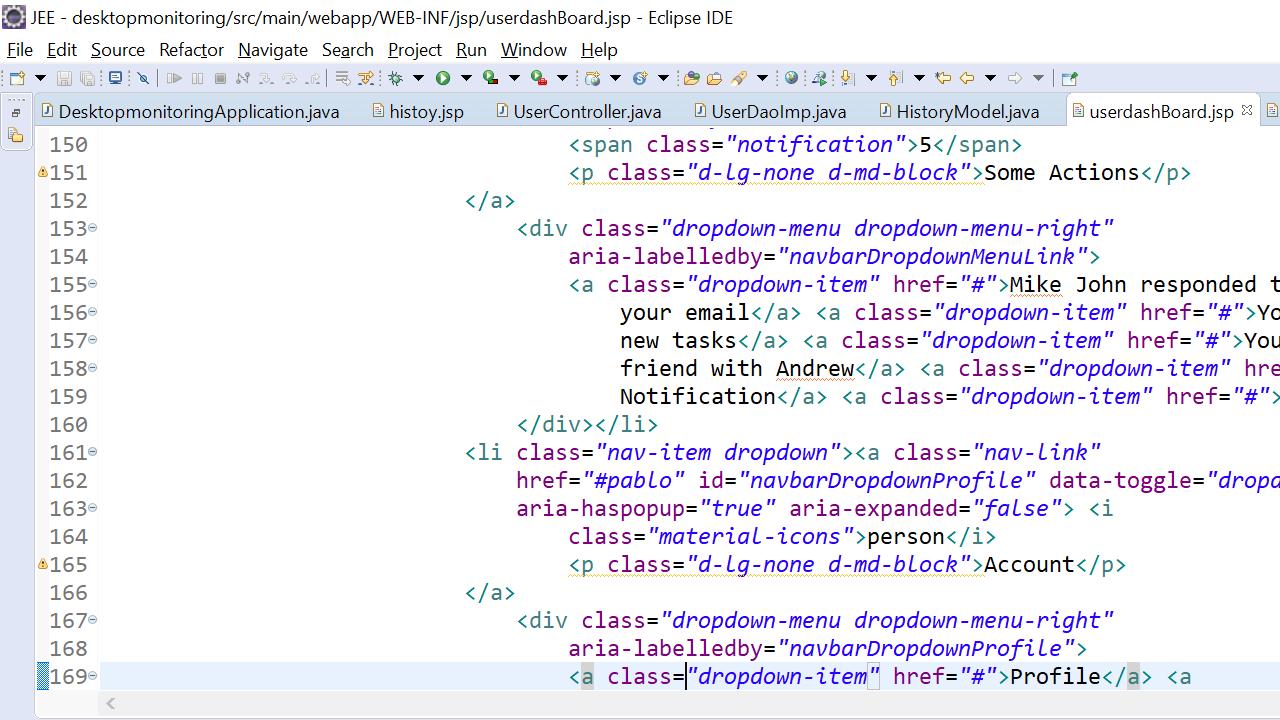 JEE - desktopmonitoring/src/main/webapp/WEB-INF/jsp/userdashBoard.jsp - Eclipse IDE
File Edit Source Refactor Navigate Search Project Run Window Help
DesktopmonitoringApplication.java histoy.jsp UserController.java UserDaoImp.java HistoryModel.java userdashBoard.jsp
150 <span class="notification">5</span>
151 <p class="d-lg-none d-md-block">Some Actions</p>
152 </a>
153 <div class="dropdown-menu dropdown-menu-right"
154 aria-labelledby="navbarDropdownMenuLink">
155 <a class="dropdown-item" href="#">Mike John responded t
156 your email</a> <a class="dropdown-item" href="#">Yo
157 new tasks</a> <a class="dropdown-item" href="#">You
158 friend with Andrew</a> <a class="dropdown-item" hre
159 Notification</a> <a class="dropdown-item" href="#">
160 </div></li>
161 <li class="nav-item dropdown"><a class="nav-link"
162 href="#pablo" id="navbarDropdownProfile" data-toggle="dropd
163 aria-haspopup="true" aria-expanded="false"> <i
164 class="material-icons">person</i>
165 <p class="d-lg-none d-md-block">Account</p>
166 </a>
167 <div class="dropdown-menu dropdown-menu-right"
168 aria-labelledby="navbarDropdownProfile">
169 <a class="dropdown-item" href="#">Profile</a> <a